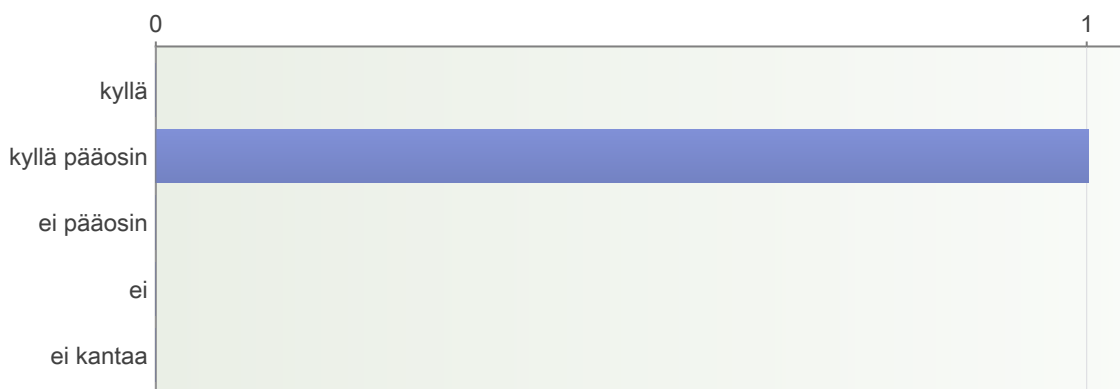 0 1
kyllä
kyllä pääosin
ei pääosin
ei
ei kantaa